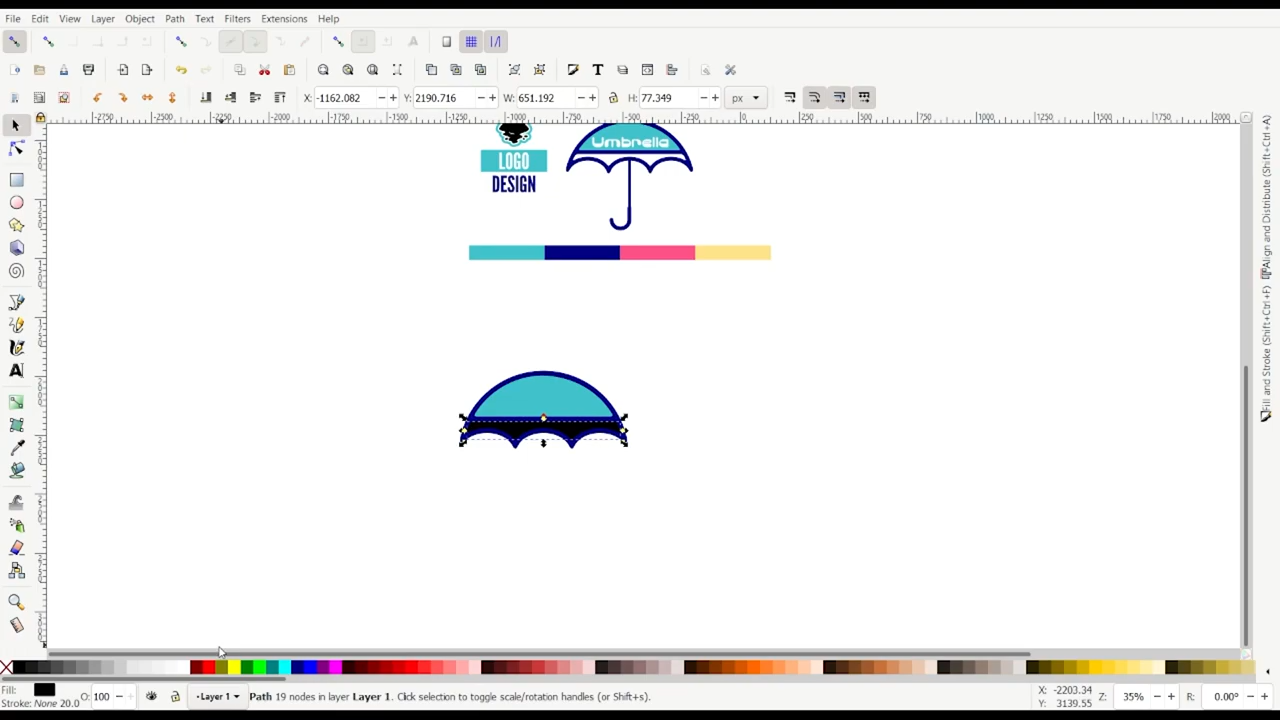 File Edit View Layer Object Path Text Filters Extensions Help
X: -1162.082 Y: 2190.716 W: 651.192 H: 77.349 px
Umbrella
LOGO
DESIGN
Align and Distribute (Shift+Ctrl+A)
Fill and Stroke (Shift+Ctrl+F)
Fill: O: 100 Layer 1 Path 19 nodes in layer Layer 1. Click selection to toggle scale/rotation handles (or Shift+s). X: -2203.34 Z: 35% R: 0.00°
Stroke: None 20.0 Y: 3139.55